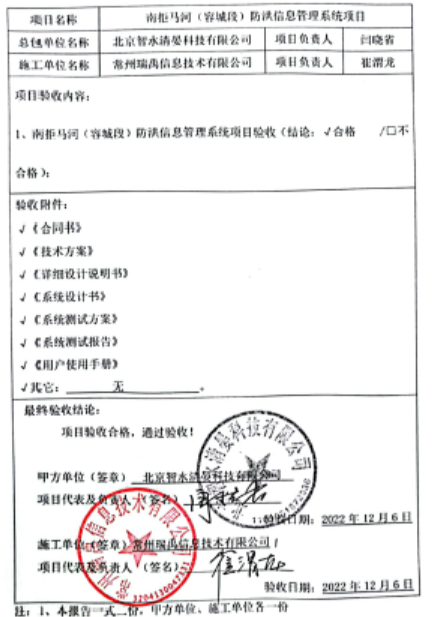 项目名称 南拒马河（容城段）防洪信息管理系统项目
总包单位名称 北京智水清晏科技有限公司 项目负责人 闫晓省
施工单位名称 常州瑞禹信息技术有限公司 项目负责人 崔渭龙
项目验收内容：
1、南拒马河（容城段）防洪信息管理系统项目验收（结论：√合格 /□不
合格）；
验收附件：
√《合同书》
√《技术方案》
√《详细设计说明书》
√《系统设计书》
√《系统测试方案》
√《系统测试报告》
√《用户使用手册》
√其它： 无 。
最终验收结论：
项目验收合格，通过验收！
甲方单位（签章） 北京智水清晏科技有限公司
项目代表及负责人（签名）
验收日期：2022 年 12 月 6 日
施工单位（签章）常州瑞禹信息技术有限公司
项目代表及负责人（签名） 崔渭龙
验收日期：2022 年 12 月 6 日
注：1、本报告一式二份，甲方单位、施工单位各一份